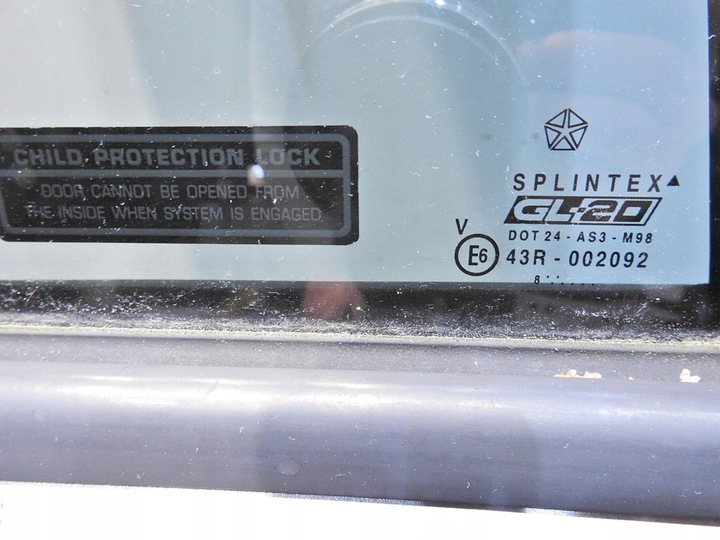 CHILD PROTECTION LOCK
DOOR CANNOT BE OPENED FROM
THE INSIDE WHEN SYSTEM IS ENGAGED
SPLINTEX
GL-20
DOT 24 - AS3 - M98
V
E6
43R - 002092
8 ·· ·····